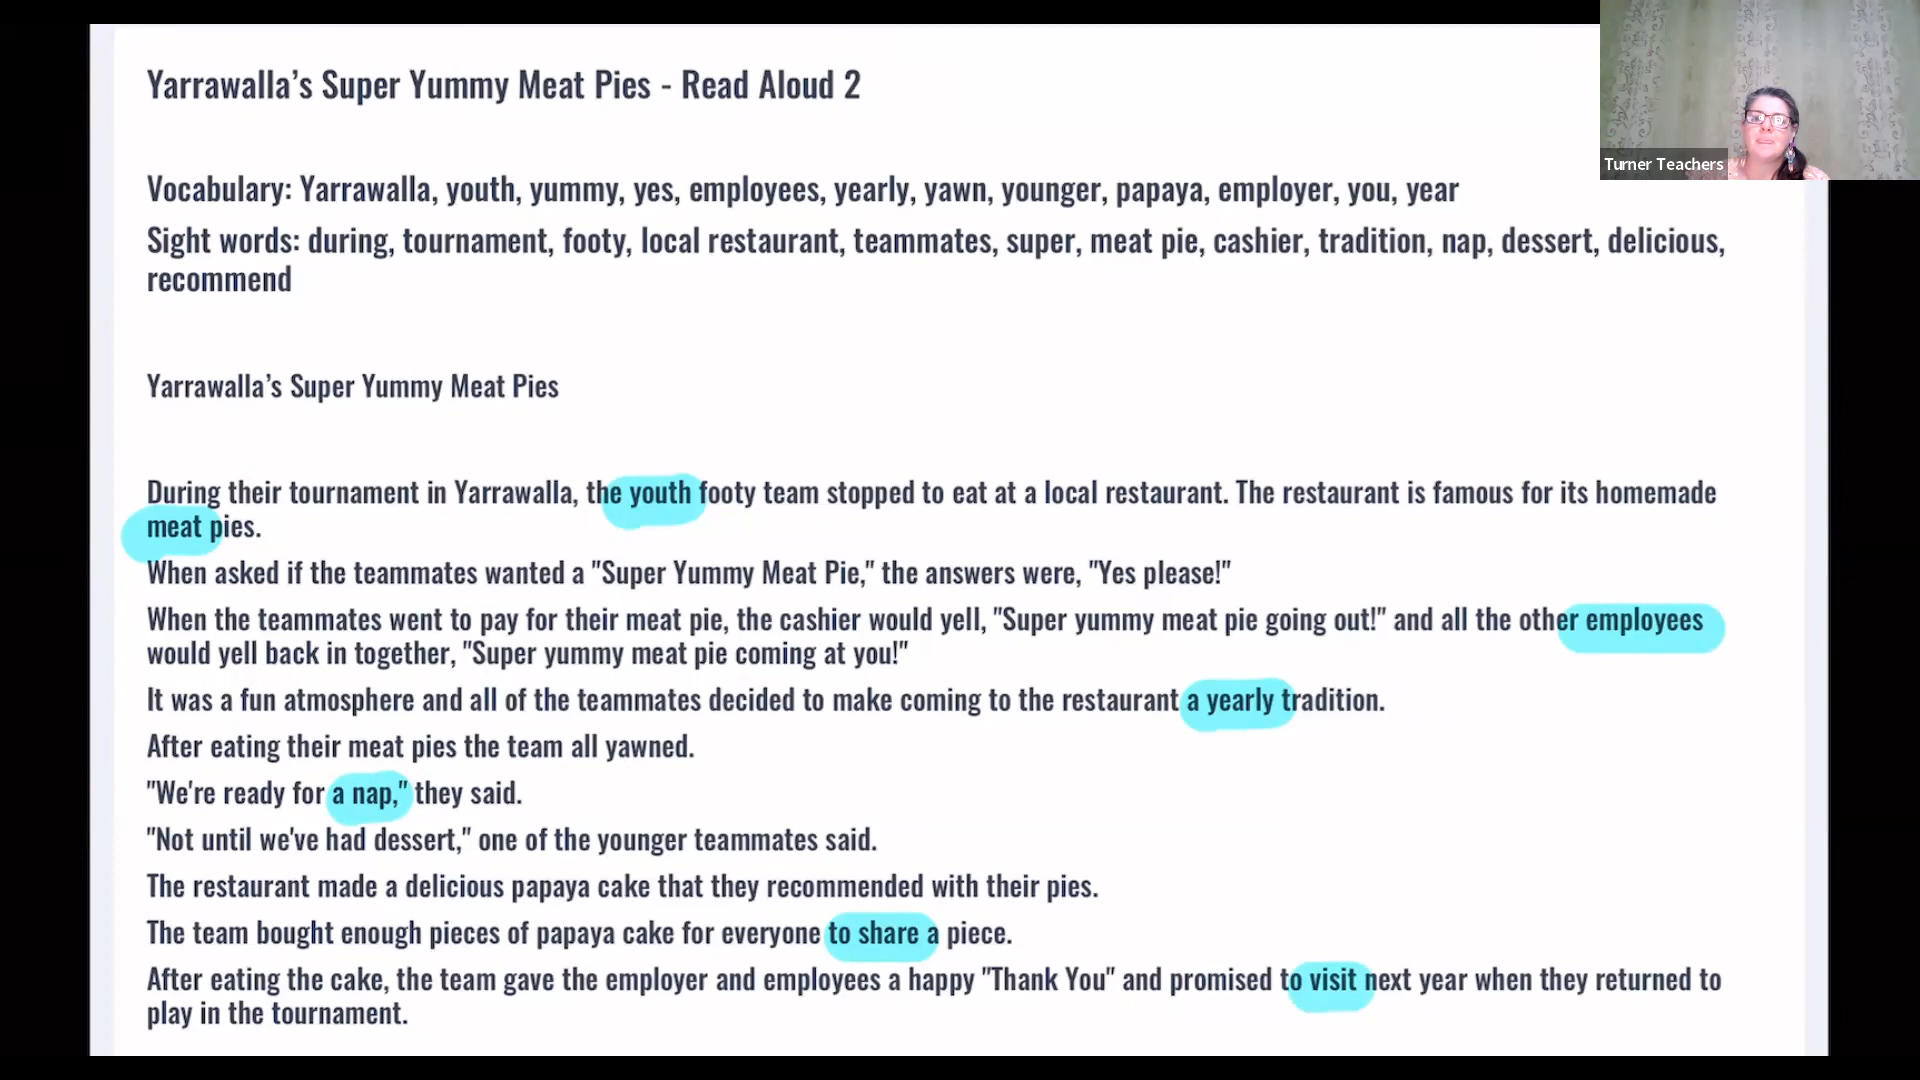 Yarrawalla’s Super Yummy Meat Pies - Read Aloud 2
Turner Teachers
Vocabulary: Yarrawalla, youth, yummy, yes, employees, yearly, yawn, younger, papaya, employer, you, year
Sight words: during, tournament, footy, local restaurant, teammates, super, meat pie, cashier, tradition, nap, dessert, delicious,
recommend
Yarrawalla’s Super Yummy Meat Pies
During their tournament in Yarrawalla, the youth footy team stopped to eat at a local restaurant. The restaurant is famous for its homemade
meat pies.
When asked if the teammates wanted a "Super Yummy Meat Pie," the answers were, "Yes please!"
When the teammates went to pay for their meat pie, the cashier would yell, "Super yummy meat pie going out!" and all the other employees
would yell back in together, "Super yummy meat pie coming at you!"
It was a fun atmosphere and all of the teammates decided to make coming to the restaurant a yearly tradition.
After eating their meat pies the team all yawned.
"We're ready for a nap," they said.
"Not until we've had dessert," one of the younger teammates said.
The restaurant made a delicious papaya cake that they recommended with their pies.
The team bought enough pieces of papaya cake for everyone to share a piece.
After eating the cake, the team gave the employer and employees a happy "Thank You" and promised to visit next year when they returned to
play in the tournament.